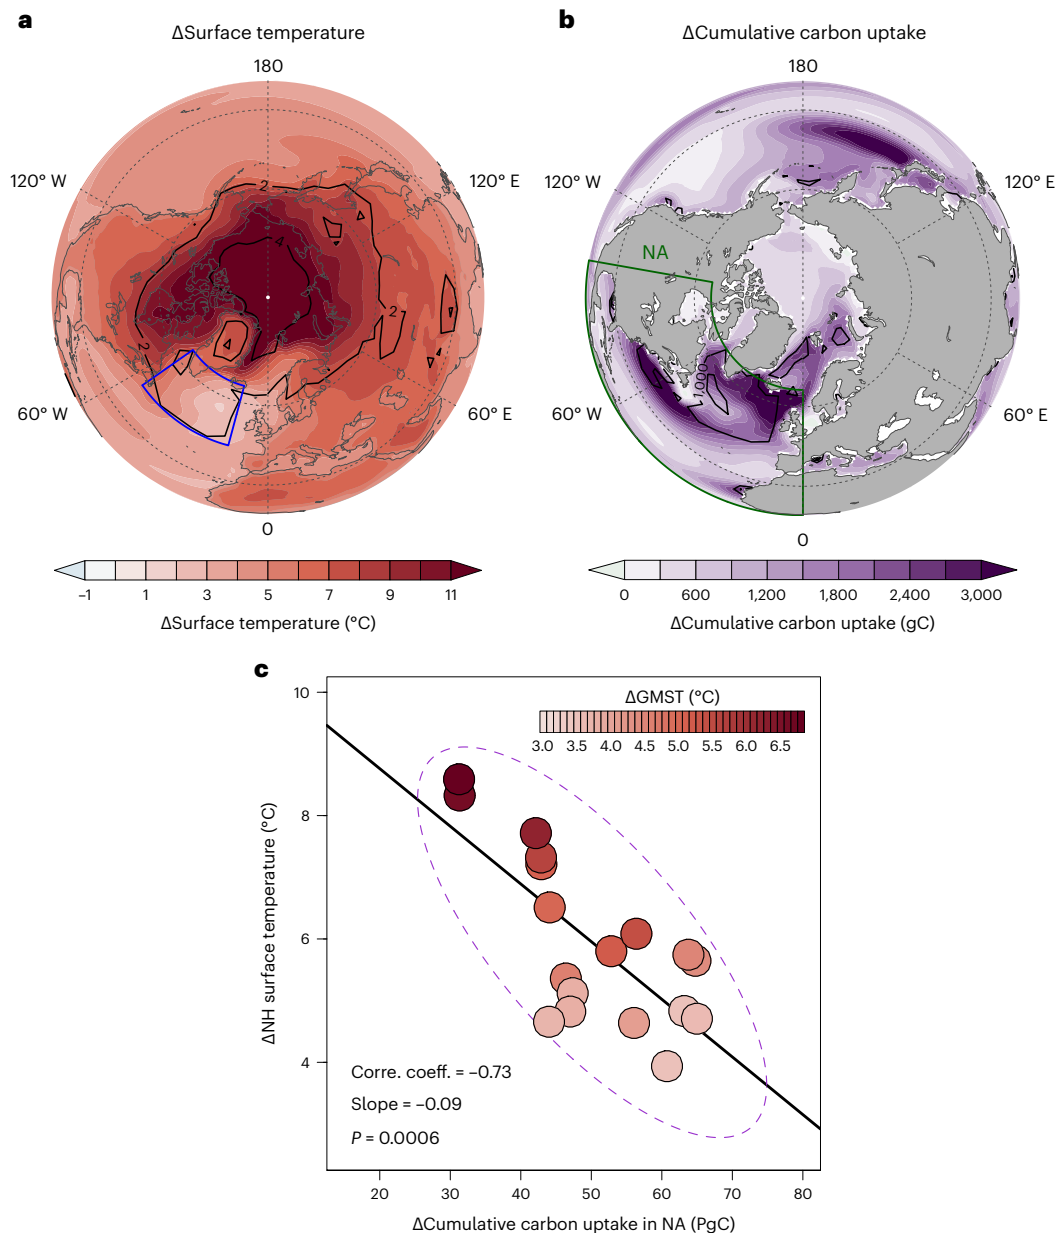 a
ΔSurface temperature
180
120° W
120° E
2
4
2
2
60° W
60° E
0
–1 1 3 5 7 9 11
ΔSurface temperature (°C)
b
ΔCumulative carbon uptake
180
120° W
120° E
NA
60° W
60° E
0
0 600 1,200 1,800 2,400 3,000
ΔCumulative carbon uptake (gC)
c
ΔGMST (°C)
3.0 3.5 4.0 4.5 5.0 5.5 6.0 6.5
10
8
6
4
ΔNH surface temperature (°C)
Corre. coeff. = –0.73
Slope = –0.09
P = 0.0006
20 30 40 50 60 70 80
ΔCumulative carbon uptake in NA (PgC)